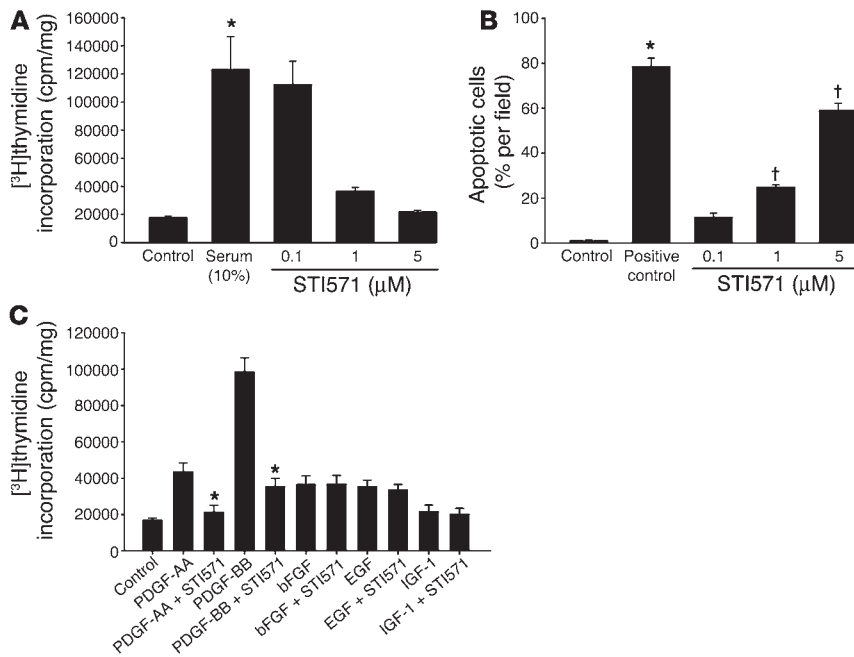 A
[³H]thymidine
incorporation (cpm/mg)
160000
140000
120000
100000
80000
60000
40000
20000
0
*
Control
Serum
(10%)
0.1
1
5
STI571 (μM)
B
Apoptotic cells
(% per field)
100
80
60
40
20
0
*
†
†
Control
Positive
control
0.1
1
5
STI571 (μM)
C
[³H]thymidine
incorporation (cpm/mg)
120000
100000
80000
60000
40000
20000
0
*
*
Control
PDGF-AA
PDGF-AA + STI571
PDGF-BB
PDGF-BB + STI571
bFGF
bFGF + STI571
EGF
EGF + STI571
IGF-1
IGF-1 + STI571